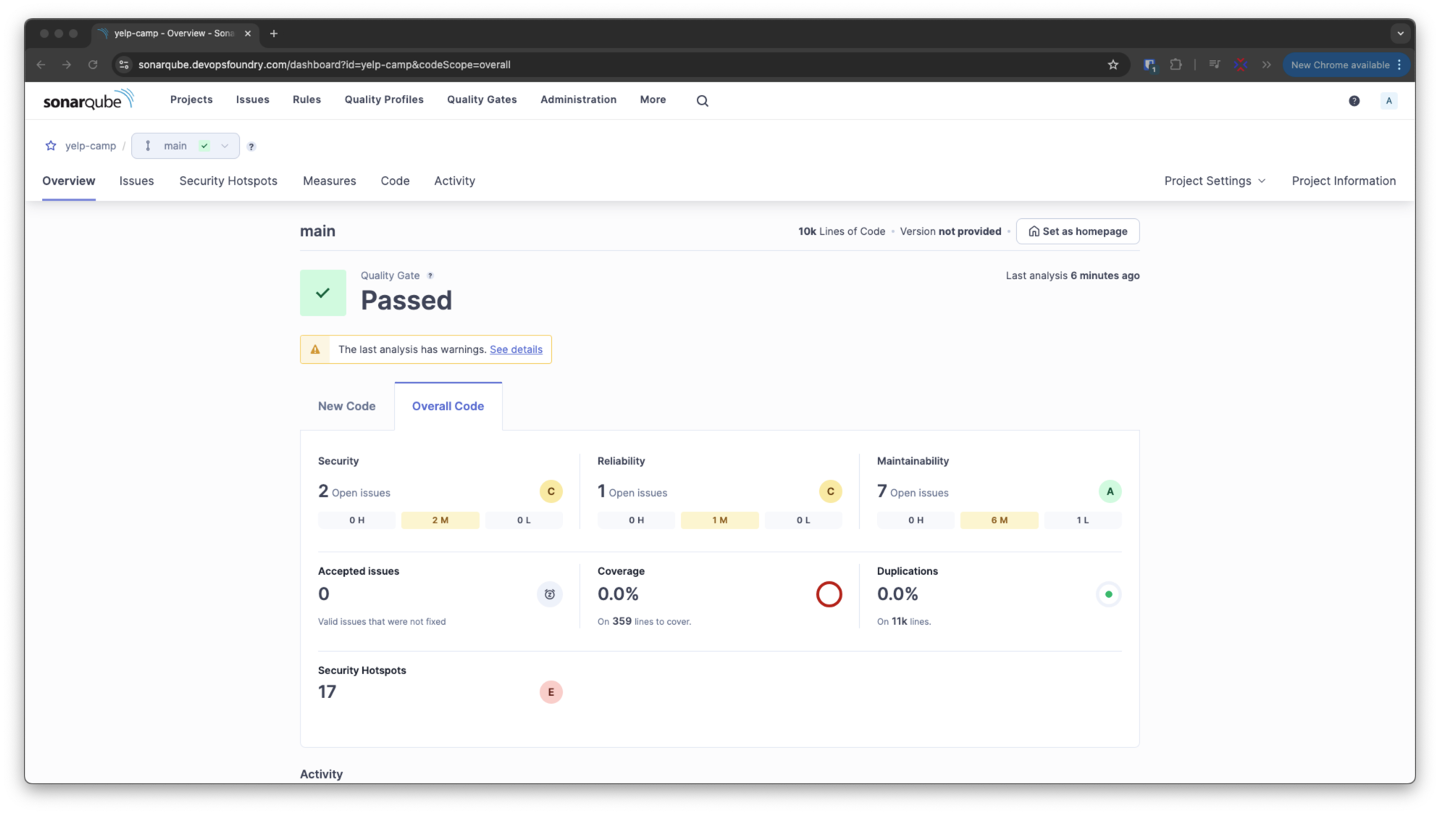 yelp-camp - Overview - Sona
sonarqube.devopsfoundry.com/dashboard?id=yelp-camp&codeScope=overall
New Chrome available
sonarqube Projects Issues Rules Quality Profiles Quality Gates Administration More ? A
yelp-camp / main ?
Overview Issues Security Hotspots Measures Code Activity Project Settings Project Information
main 10k Lines of Code • Version not provided • Set as homepage
Quality Gate ? Last analysis 6 minutes ago
Passed
The last analysis has warnings. See details
New Code Overall Code
Security Reliability Maintainability
2 Open issues C 1 Open issues C 7 Open issues A
0 H 2 M 0 L 0 H 1 M 0 L 0 H 6 M 1 L
Accepted issues Coverage Duplications
0 0.0% 0.0%
Valid issues that were not fixed On 359 lines to cover. On 11k lines.
Security Hotspots
17 E
Activity